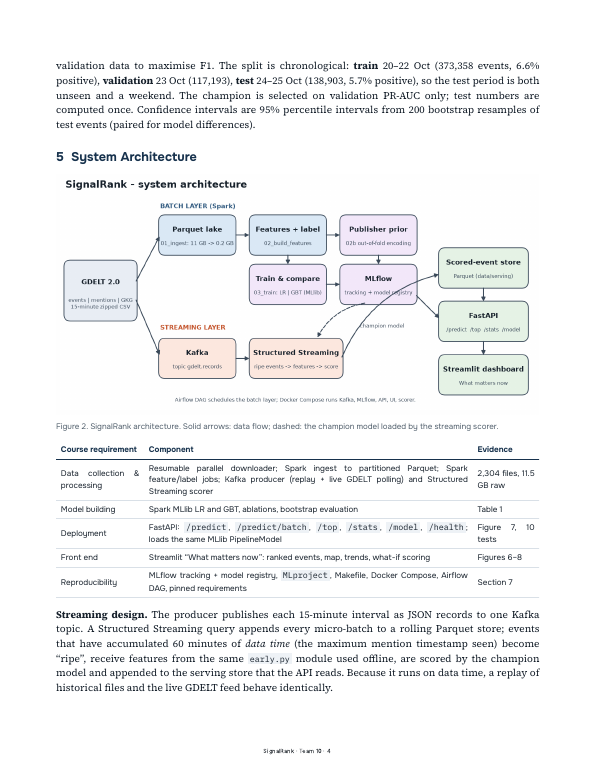 validation data to maximise F1. The split is chronological: train 20–22 Oct (373,358 events, 6.6%
positive), validation 23 Oct (117,193), test 24–25 Oct (138,903, 5.7% positive), so the test period is both
unseen and a weekend. The champion is selected on validation PR-AUC only; test numbers are
computed once. Confidence intervals are 95% percentile intervals from 200 bootstrap resamples of
test events (paired for model differences).
5 System Architecture
SignalRank - system architecture
BATCH LAYER (Spark)
Parquet lake
01_ingest: 11 GB -> 0.2 GB
Features + label
02_build_features
Publisher prior
02b out-of-fold encoding
Train & compare
03_train: LR | GBT (MLlib)
MLflow
tracking + model registry
GDELT 2.0
events | mentions | GKG
15-minute zipped CSV
Scored-event store
Parquet (data/serving)
FastAPI
/predict /top /stats /model
Streamlit dashboard
What matters now
champion model
STREAMING LAYER
Kafka
topic gdelt.records
Structured Streaming
ripe events -> features -> score
Airflow DAG schedules the batch layer; Docker Compose runs Kafka, MLflow, API, UI, scorer.
Figure 2. SignalRank architecture. Solid arrows: data flow; dashed: the champion model loaded by the streaming scorer.
Course requirement Component Evidence
Data collection & processing
Resumable parallel downloader; Spark ingest to partitioned Parquet; Spark
feature/label jobs; Kafka producer (replay + live GDELT polling) and Structured
Streaming scorer
2,304 files, 11.5
GB raw
Model building Spark MLlib LR and GBT, ablations, bootstrap evaluation Table 1
Deployment
FastAPI: /predict, /predict/batch, /top, /stats, /model, /health;
loads the same MLlib PipelineModel
Figure 7, 10
tests
Front end Streamlit "What matters now": ranked events, map, trends, what-if scoring Figures 6–8
Reproducibility
MLflow tracking + model registry, MLproject, Makefile, Docker Compose, Airflow
DAG, pinned requirements
Section 7
Streaming design. The producer publishes each 15-minute interval as JSON records to one Kafka
topic. A Structured Streaming query appends every micro-batch to a rolling Parquet store; events
that have accumulated 60 minutes of data time (the maximum mention timestamp seen) become
"ripe", receive features from the same early.py module used offline, are scored by the champion
model and appended to the serving store that the API reads. Because it runs on data time, a replay of
historical files and the live GDELT feed behave identically.
SignalRank · Team 10 · 4